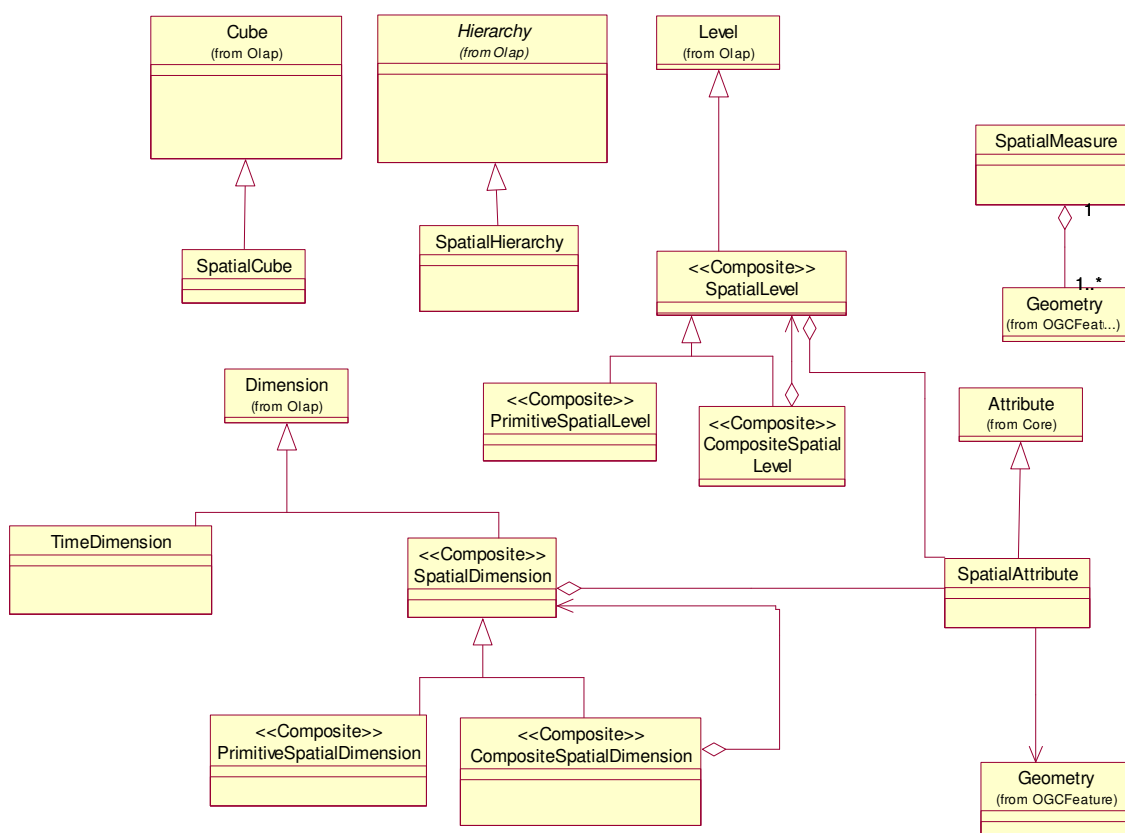 Cube
(from Olap)
Hierarchy
(from Olap)
Level
(from Olap)
SpatialMeasure
1
1..*
Geometry
(from OGCFeat...)
SpatialCube
SpatialHierarchy
<<Composite>>
SpatialLevel
Dimension
(from Olap)
<<Composite>>
PrimitiveSpatialLevel
<<Composite>>
CompositeSpatial
Level
Attribute
(from Core)
TimeDimension
<<Composite>>
SpatialDimension
SpatialAttribute
<<Composite>>
PrimitiveSpatialDimension
<<Composite>>
CompositeSpatialDimension
Geometry
(from OGCFeature)